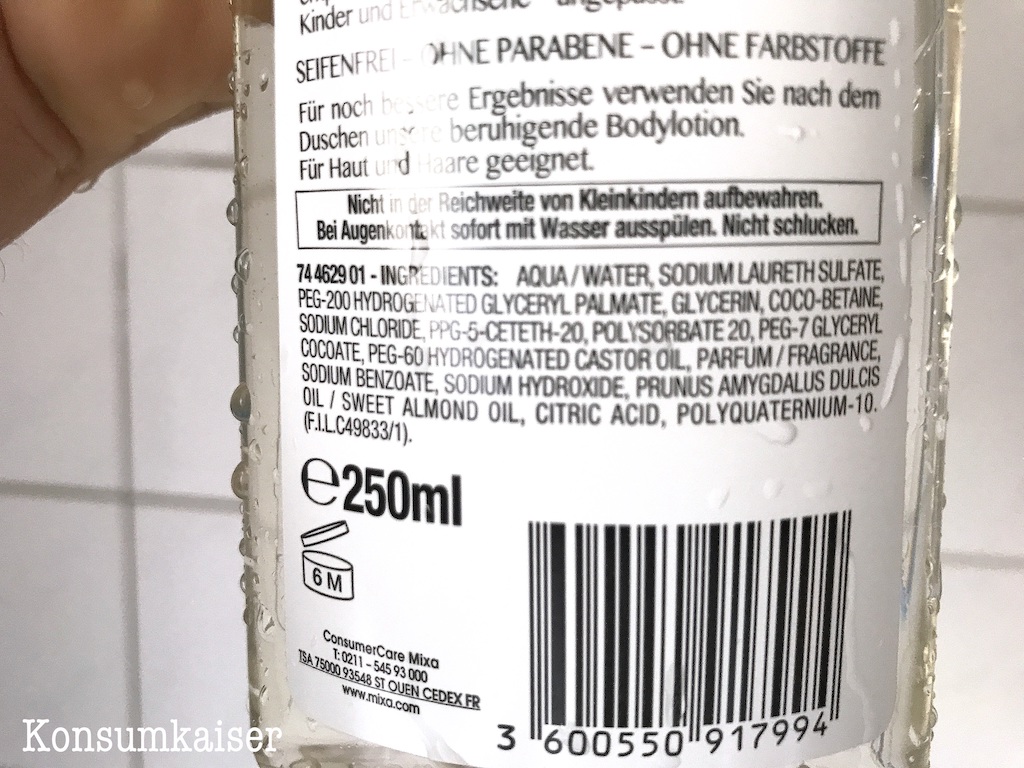 Kinder und Erwachsene angepasst.
SEIFENFREI - OHNE PARABENE – OHNE FARBSTOFFE
Für noch bessere Ergebnisse verwenden Sie nach dem
Duschen unsere beruhigende Bodylotion.
Für Haut und Haare geeignet.
Nicht in der Reichweite von Kleinkindern aufbewahren.
Bei Augenkontakt sofort mit Wasser ausspülen. Nicht schlucken.
74 4629 01 - INGREDIENTS: AQUA / WATER, SODIUM LAURETH SULFATE,
PEG-200 HYDROGENATED GLYCERYL PALMATE, GLYCERIN, COCO-BETAINE,
SODIUM CHLORIDE, PPG-5-CETETH-20, POLYSORBATE 20, PEG-7 GLYCERYL
COCOATE, PEG-60 HYDROGENATED CASTOR OIL, PARFUM / FRAGRANCE,
SODIUM BENZOATE, SODIUM HYDROXIDE, PRUNUS AMYGDALUS DULCIS
OIL / SWEET ALMOND OIL, CITRIC ACID, POLYQUATERNIUM-10.
(F.I.L.C49833/1).
℮250ml
6 M
ConsumerCare Mixa
T: 0211 – 545 93 000
TSA 75000 93548 ST OUEN CEDEX FR
www.mixa.com
3 600550 917994
Konsumkaiser